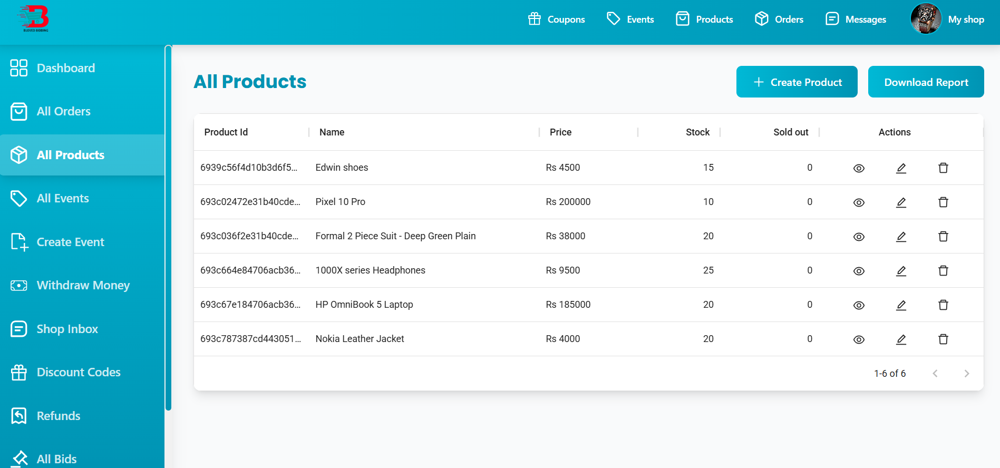 B
BLOVED BIDDING
Coupons Events Products Orders Messages My shop
Dashboard
All Orders
All Products
All Events
Create Event
Withdraw Money
Shop Inbox
Discount Codes
Refunds
All Bids
All Products
+ Create Product Download Report
Product Id Name Price Stock Sold out Actions
6939c56f4d10b3d6f5... Edwin shoes Rs 4500 15 0
693c02472e31b40cde... Pixel 10 Pro Rs 200000 10 0
693c036f2e31b40cde... Formal 2 Piece Suit - Deep Green Plain Rs 38000 20 0
693c664e84706acb36... 1000X series Headphones Rs 9500 25 0
693c67e184706acb36... HP OmniBook 5 Laptop Rs 185000 20 0
693c787387cd443051... Nokia Leather Jacket Rs 4000 20 0
1-6 of 6